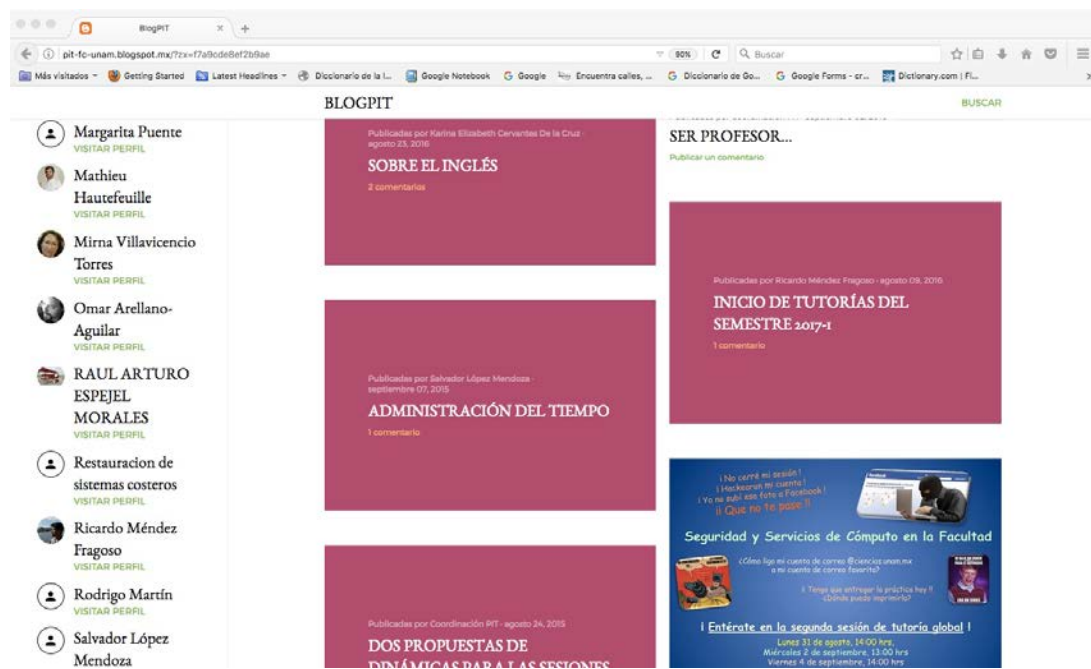 BlogPIT
pit-fc-unam.blogspot.mx/?zx=f7a9cde8ef2b9ae
90%
Buscar
Más visitados
Getting Started
Latest Headlines
Diccionario de la l...
Google Notebook
Google
Encuentra calles, ...
Diccionario de Go...
Google Forms - cr...
Dictionary.com | Fi...
BLOGPIT
BUSCAR
Margarita Puente
VISITAR PERFIL
Mathieu
Hautefeuille
VISITAR PERFIL
Mirna Villavicencio
Torres
VISITAR PERFIL
Omar Arellano-
Aguilar
VISITAR PERFIL
RAUL ARTURO
ESPEJEL
MORALES
VISITAR PERFIL
Restauracion de
sistemas costeros
VISITAR PERFIL
Ricardo Méndez
Fragoso
VISITAR PERFIL
Rodrigo Martín
VISITAR PERFIL
Salvador López
Mendoza
Publicadas por Karina Elizabeth Cervantes De la Cruz -
agosto 23, 2016
SOBRE EL INGLÉS
2 comentarios
Publicadas por Salvador López Mendoza -
septiembre 07, 2015
ADMINISTRACIÓN DEL TIEMPO
1 comentario
Publicadas por Coordinación PIT - agosto 24, 2015
DOS PROPUESTAS DE
DINÁMICAS PARA LAS SESIONES
SER PROFESOR...
Publicar un comentario
Publicadas por Ricardo Méndez Fragoso - agosto 09, 2016
INICIO DE TUTORÍAS DEL
SEMESTRE 2017-1
1 comentario
¡ No cerré mi sesión !
¡ Hackearon mi cuenta !
¡ Yo no subí esa foto a Facebook !
¡¡ Que no te pase !!
facebook
Seguridad y Servicios de Cómputo en la Facultad
¿Cómo ligo mi cuenta de correo @ciencias.unam.mx
a mi cuenta de correo favorita?
¡ Tengo que entregar la práctica hoy !!
¿Dónde puedo imprimirla?
¡ Entérate en la segunda sesión de tutoría global !
Lunes 31 de agosto, 14:00 hrs.
Miércoles 2 de septiembre, 13:00 hrs
Viernes 4 de septiembre, 14:00 hrs